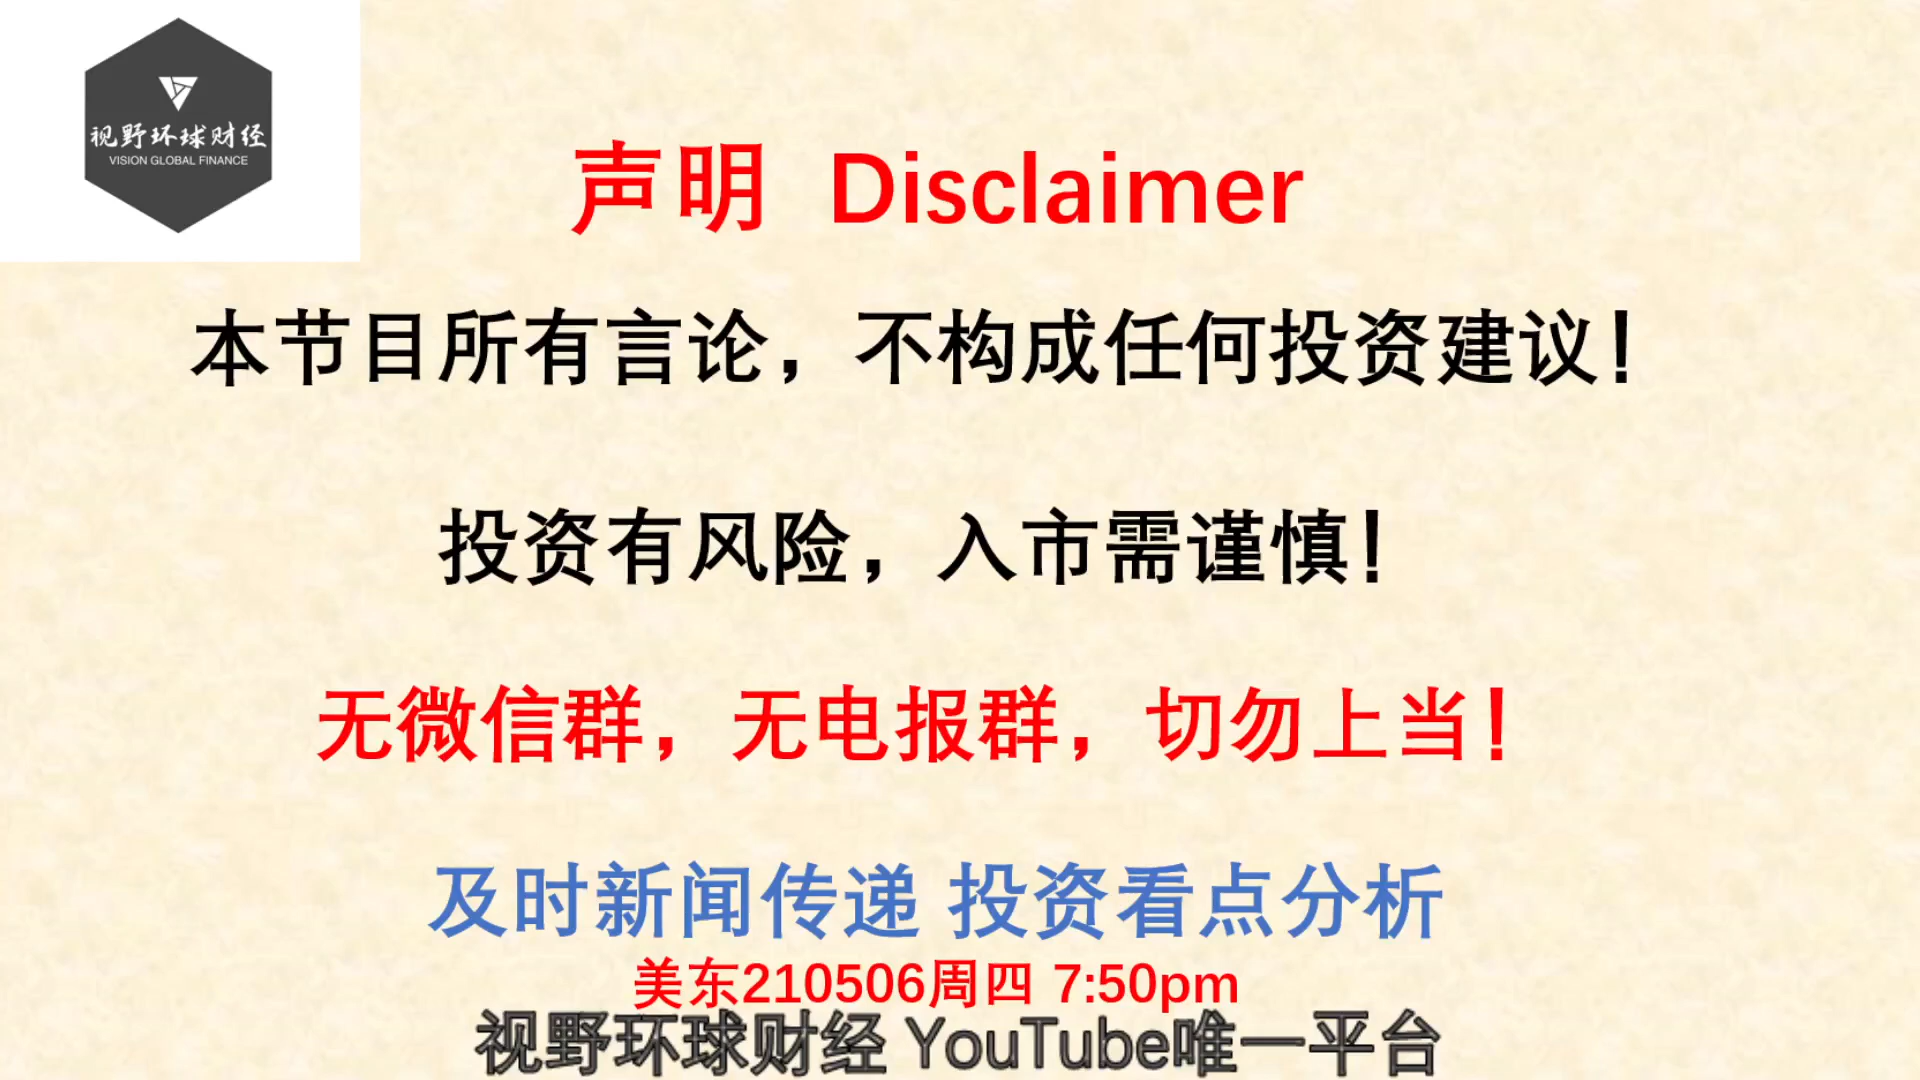 视野环球财经
VISION GLOBAL FINANCE
声明 Disclaimer
本节目所有言论，不构成任何投资建议！
投资有风险，入市需谨慎！
无微信群，无电报群，切勿上当！
及时新闻传递 投资看点分析
美东210506周四 7:50pm
视野环球财经 YouTube唯一平台